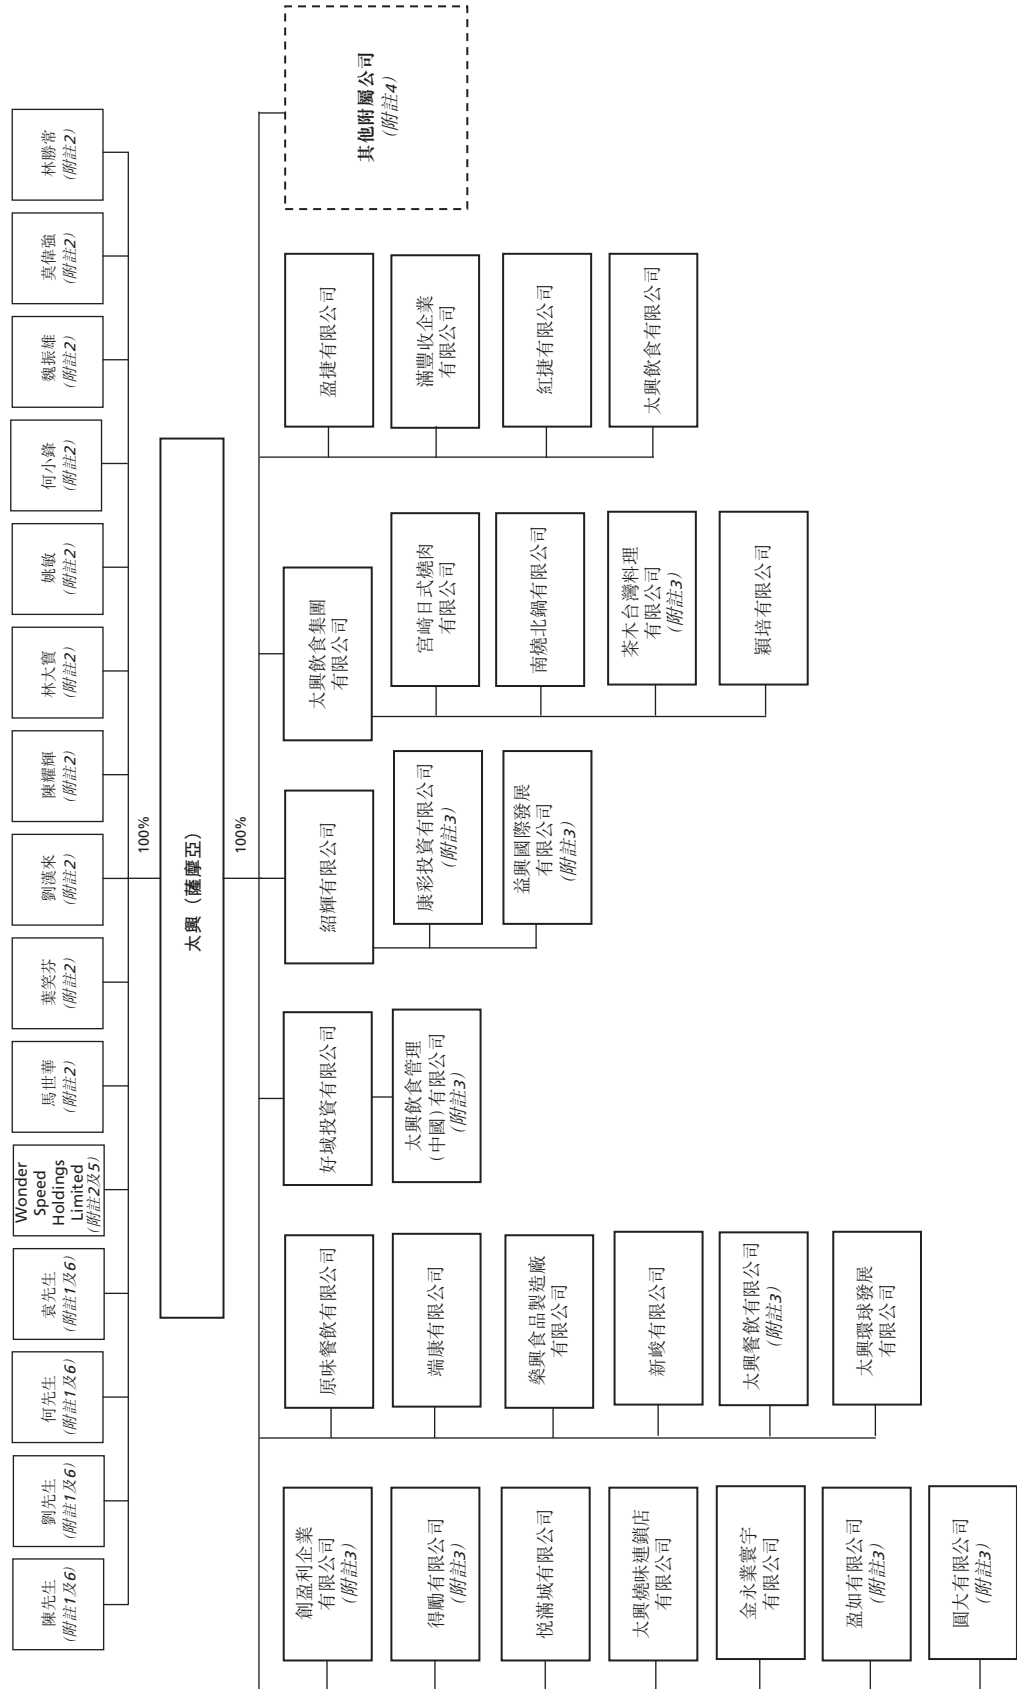 陳先生
(附註1及6)
劉先生
(附註1及6)
何先生
(附註1及6)
袁先生
(附註1及6)
Wonder
Speed
Holdings
Limited
(附註2及5)
馬世華
(附註2)
葉笑芬
(附註2)
劉漢來
(附註2)
陳耀輝
(附註2)
林大寶
(附註2)
姚敏
(附註2)
何小鋒
(附註2)
魏振雄
(附註2)
莫偉強
(附註2)
林勝常
(附註2)
100%
太興（薩摩亞）
100%
創盈利企業
有限公司
(附註3)
得勵有限公司
(附註3)
悅滿城有限公司
太興燒味連鎖店
有限公司
金永業寰宇
有限公司
盈如有限公司
(附註3)
圓大有限公司
(附註3)
原味餐飲有限公司
端康有限公司
燊興食品製造廠
有限公司
新峻有限公司
太興餐飲有限公司
(附註3)
太興環球發展
有限公司
好域投資有限公司
太興飲食管理
(中國)有限公司
(附註3)
紹輝有限公司
康彩投資有限公司
(附註3)
益興國際發展
有限公司
(附註3)
太興飲食集團
有限公司
宮崎日式燒肉
有限公司
南燒北鍋有限公司
茶木台灣料理
有限公司
(附註3)
穎培有限公司
盈捷有限公司
滿豐收企業
有限公司
紅捷有限公司
太興飲食有限公司
其他附屬公司
(附註4)